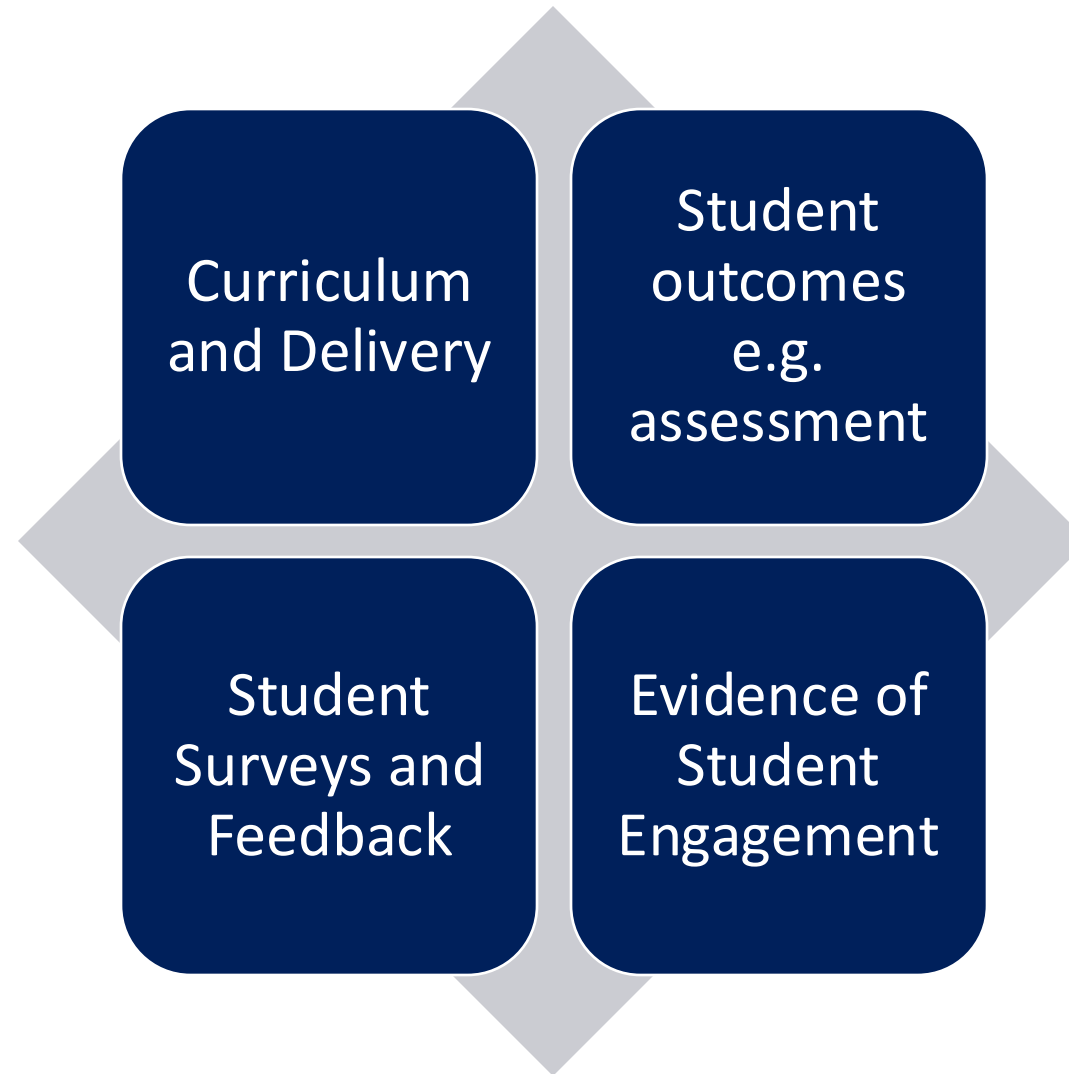 Curriculum
and Delivery
Student
outcomes
e.g.
assessment
Student
Surveys and
Feedback
Evidence of
Student
Engagement